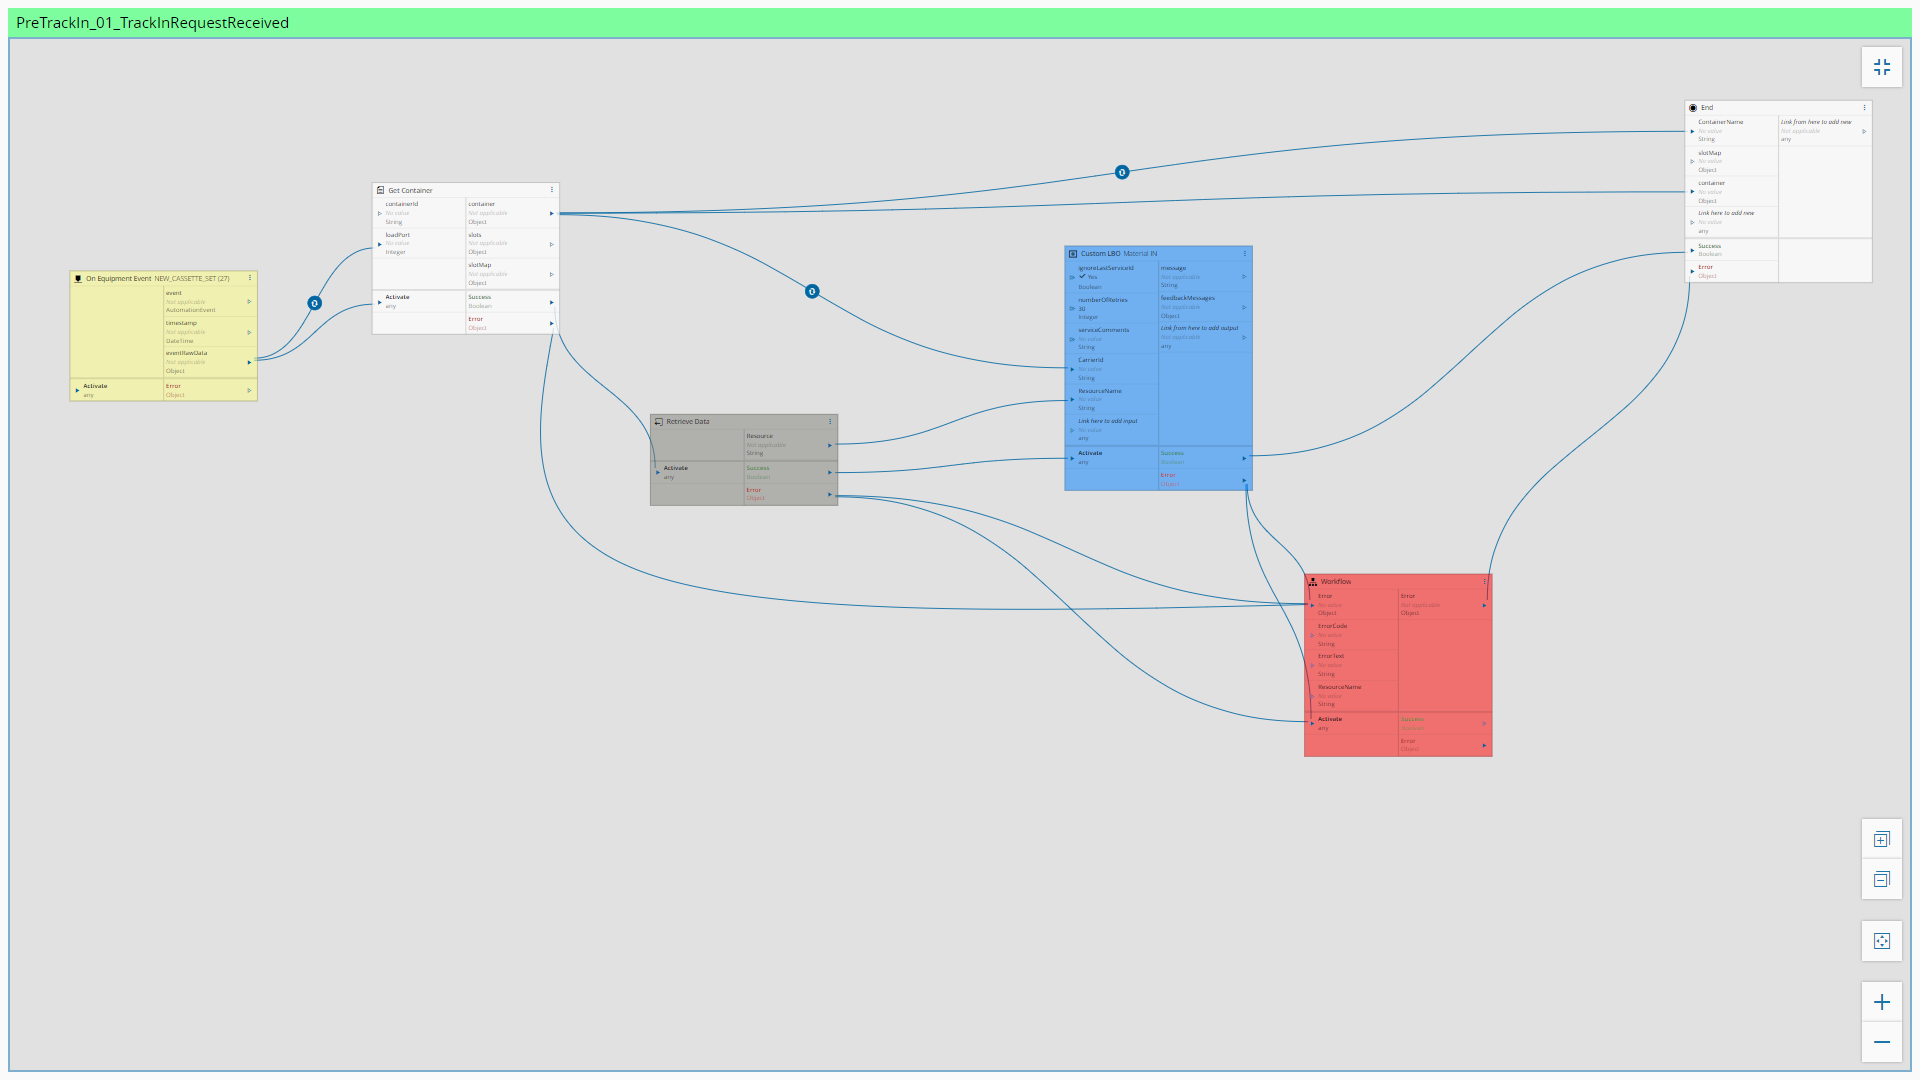 PreTrackIn_01_TrackInRequestReceived
End
ContainerName
No value
String
Link from here to add new
Not applicable
any
slotMap
No value
Object
container
No value
Object
Link here to add new
No value
any
Success
Boolean
Error
Object
Get Container
containerId
No value
String
loadPort
No value
Integer
container
Not applicable
Object
slots
Not applicable
Object
slotMap
Not applicable
Object
Activate
any
Success
Boolean
Error
Object
On Equipment Event NEW_CASSETTE_SET (27)
event
Not applicable
AutomationEvent
timestamp
Not applicable
DateTime
eventRawData
Not applicable
Object
Activate
any
Error
Object
Custom LBO Material IN
ignoreLastServiceId
Yes
Boolean
numberOfRetries
30
Integer
serviceComments
No value
String
CarrierId
No value
String
ResourceName
No value
String
Link here to add input
No value
any
message
Not applicable
String
feedbackMessages
Not applicable
Object
Link from here to add output
Not applicable
any
Activate
any
Success
Boolean
Error
Object
Retrieve Data
Resource
Not applicable
String
Activate
any
Success
Boolean
Error
Object
Workflow
Error
No value
Object
ErrorCode
No value
String
ErrorText
No value
String
ResourceName
No value
String
Error
Not applicable
Object
Activate
any
Success
Boolean
Error
Object